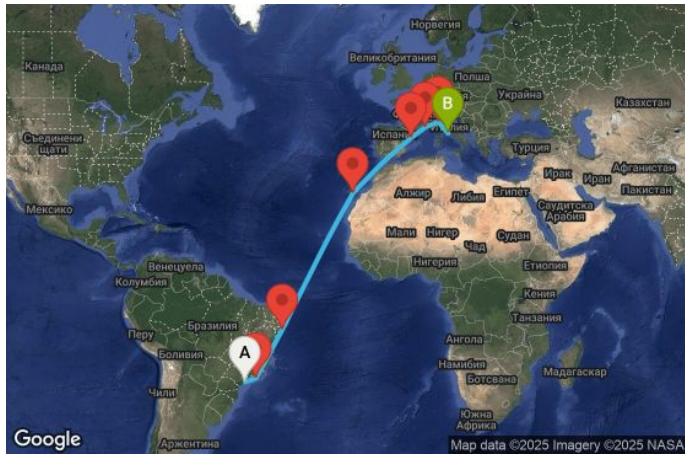 Норвегия
Канада
Великобритания
Полша
Украйна
Казахстан
Италия
Съединени
щати
Турция
Ирак
Иран
Афганистан
Пакистан
Алжир
Либия
Египет
Саудитска
Арабия
Мексико
Мали
Нигер
Чад
Судан
Нигерия
Етиопия
Венецуела
Колумбия
Кения
Перу
Бразилия
Танзания
Боливия
Ангола
Намибия
Ботсвана
Мадагаскар
Чили
Южна
Африка
Аржентина
A
B
Google
Map data ©2025 Imagery ©2025 NASA